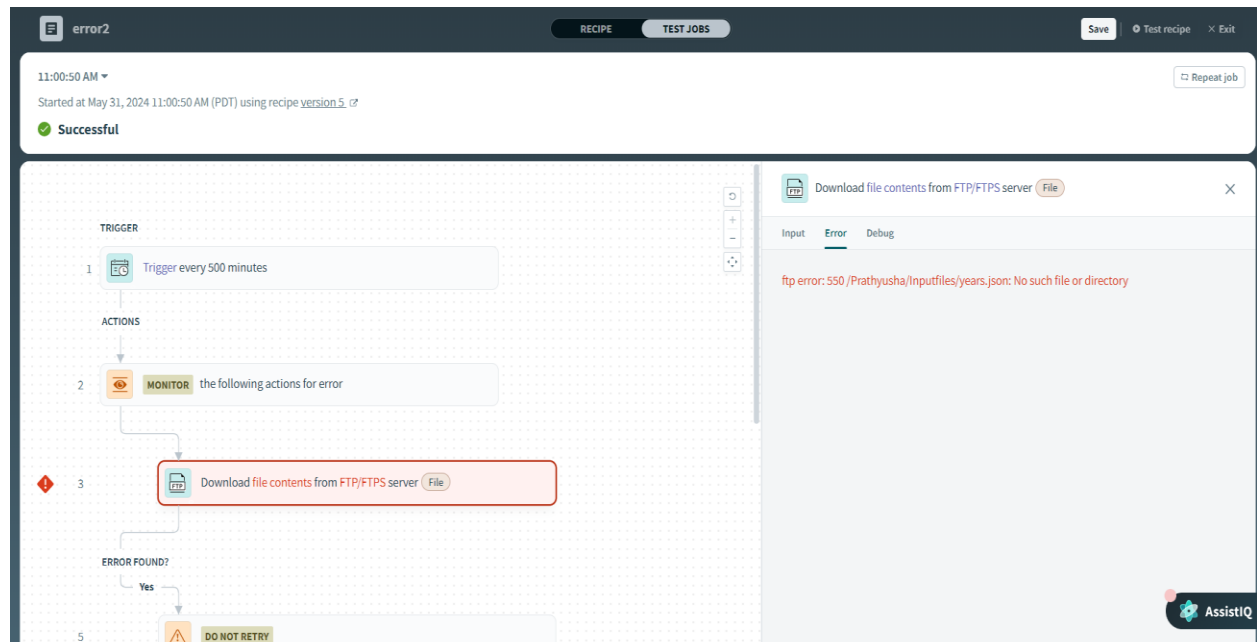 error2
RECIPE
TEST JOBS
Save
Test recipe
Exit
11:00:50 AM
Repeat job
Started at May 31, 2024 11:00:50 AM (PDT) using recipe version 5
Successful
TRIGGER
1
Trigger every 500 minutes
ACTIONS
2
MONITOR the following actions for error
3
FTP
Download file contents from FTP/FTPS server File
ERROR FOUND?
Yes
5
DO NOT RETRY
FTP
Download file contents from FTP/FTPS server File
Input Error Debug
ftp error: 550 /Prathyusha/Inputfiles/years.json: No such file or directory
AssistIQ